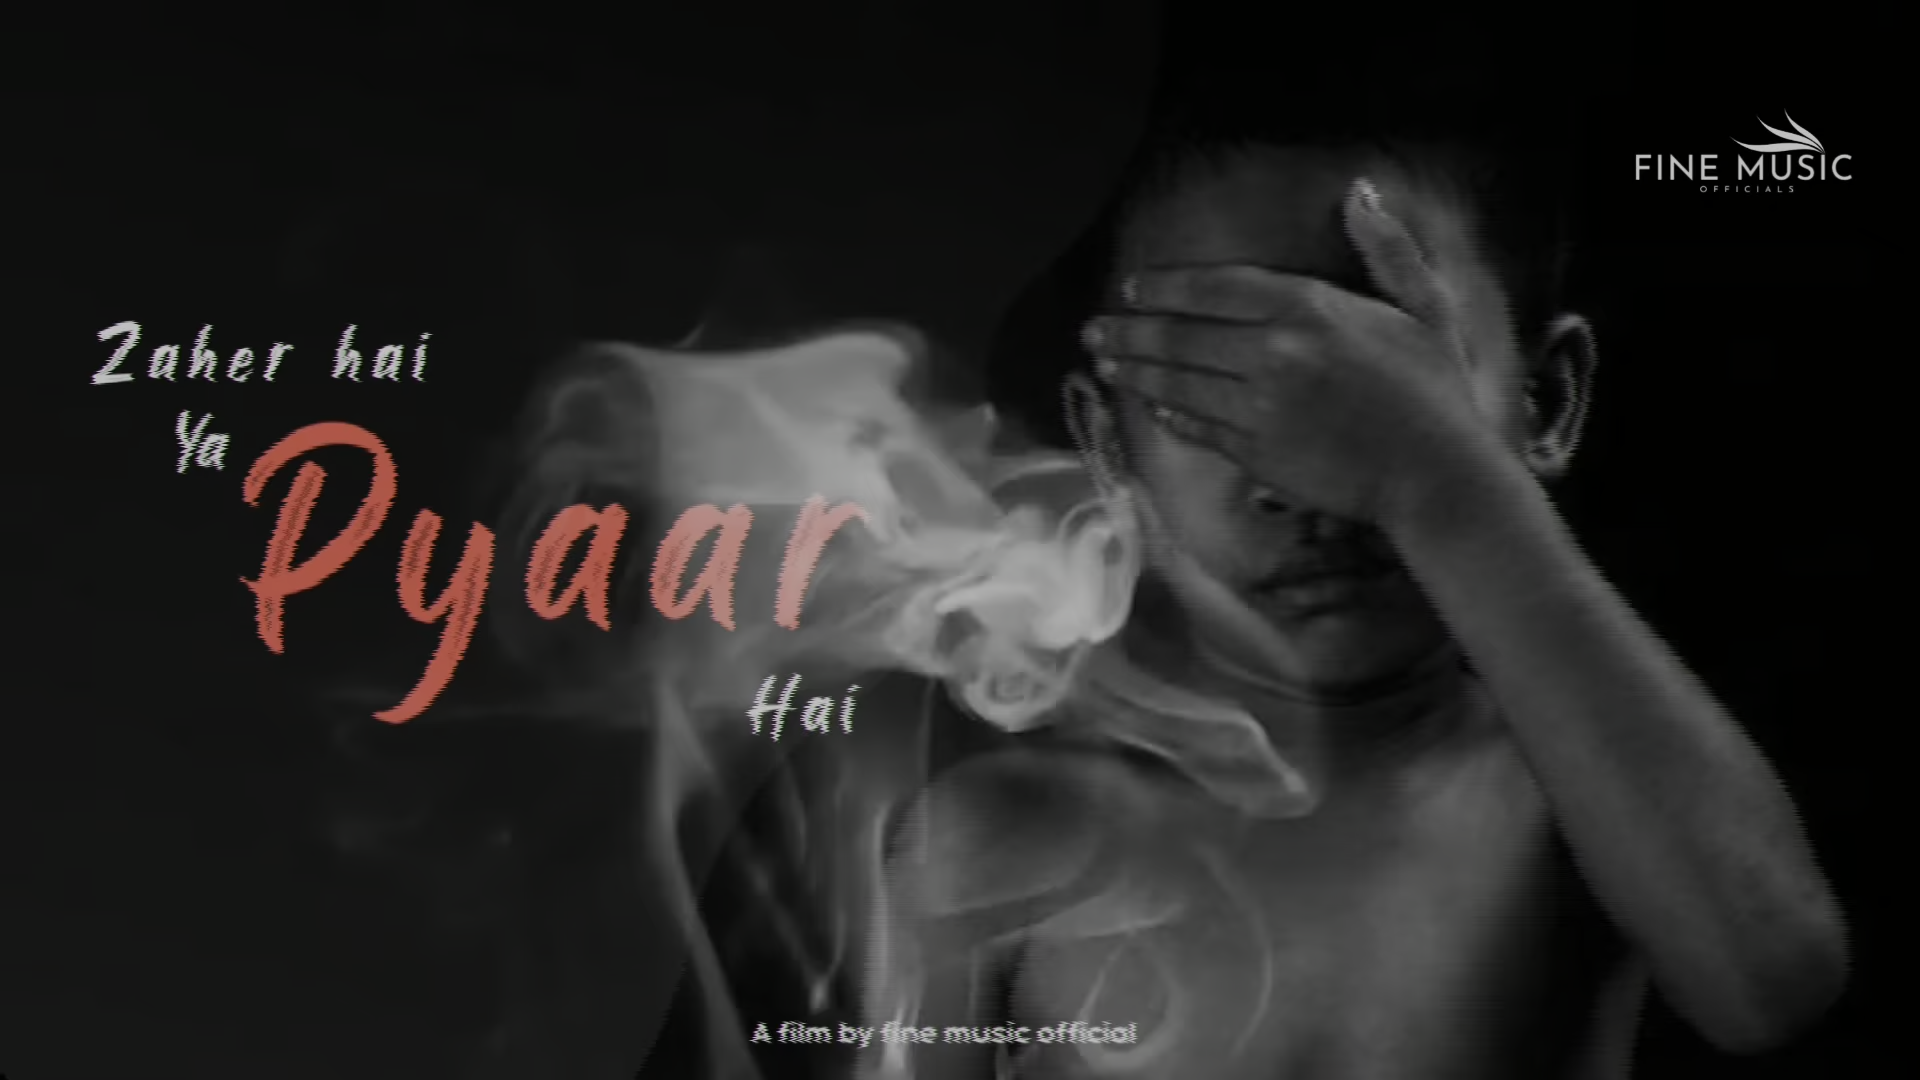 FINE MUSIC
OFFICIALS
Zaher hai
Ya
Pyaar
Hai
A film by fine music official